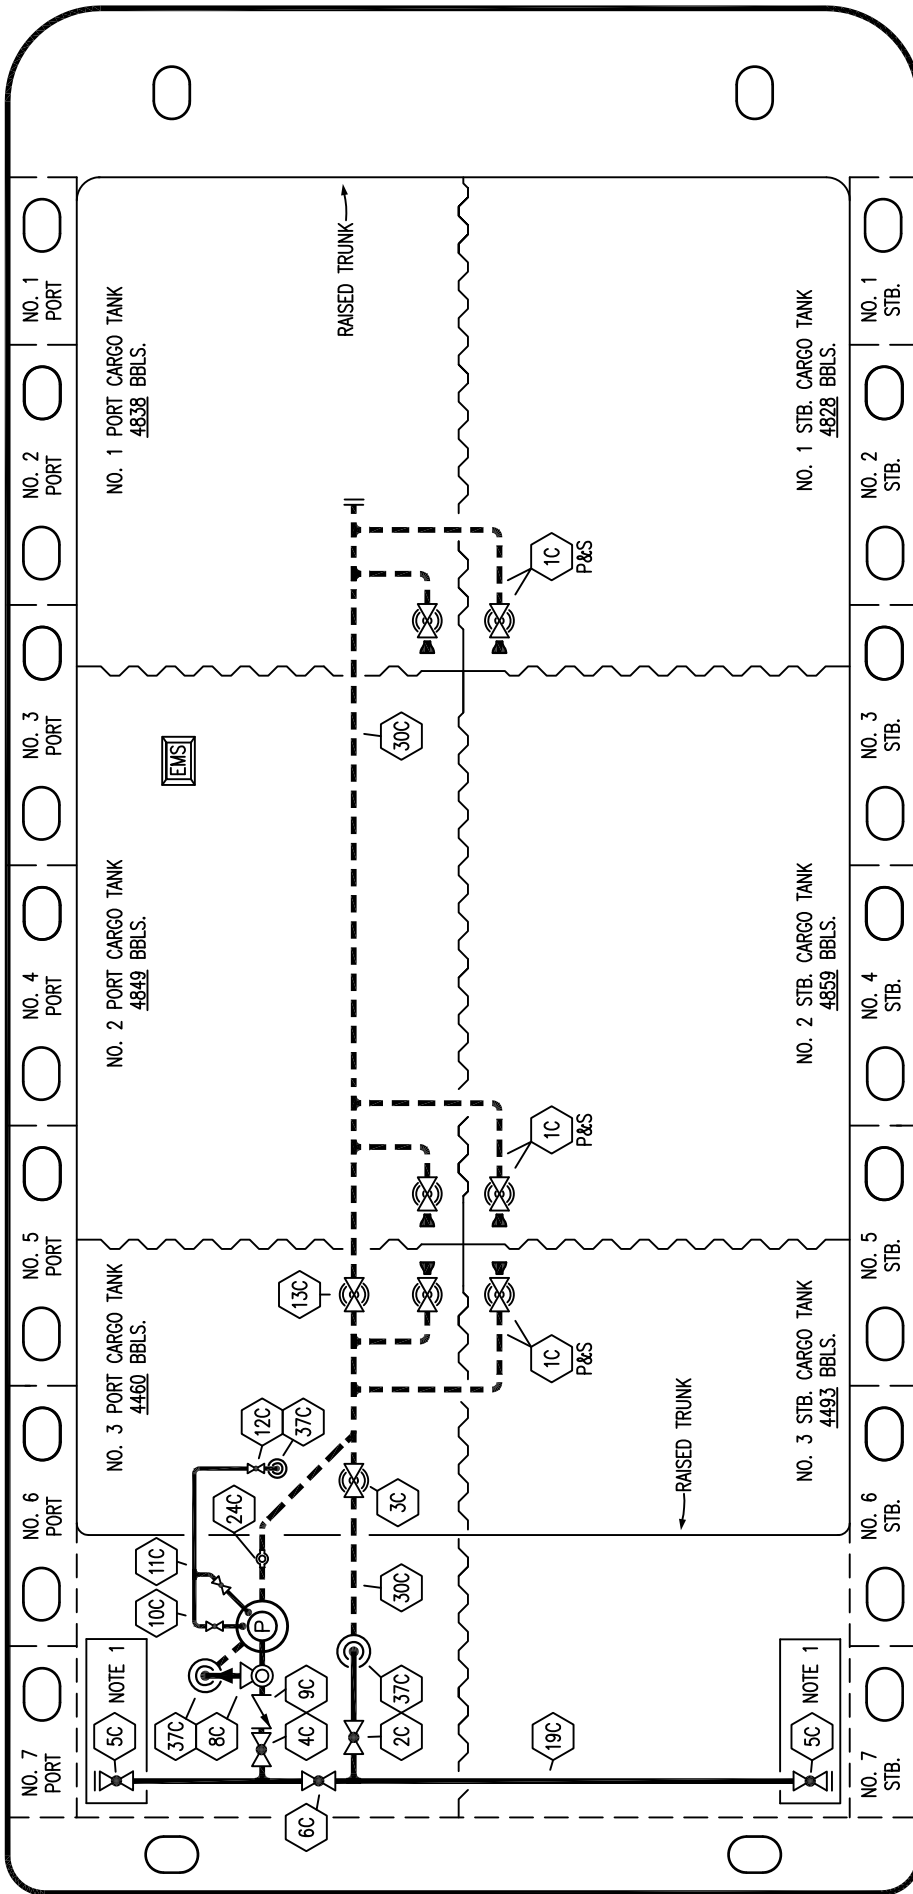 NO. 1
PORT
NO. 2
PORT
NO. 3
PORT
NO. 4
PORT
NO. 5
PORT
NO. 6
PORT
NO. 7
PORT
NO. 1 PORT CARGO TANK
4838 BBLS.
RAISED TRUNK
NO. 1 STB. CARGO TANK
4828 BBLS.
1C
P&S
30C
EMS
NO. 2 PORT CARGO TANK
4849 BBLS.
NO. 2 STB. CARGO TANK
4859 BBLS.
1C
P&S
13C
NO. 3 PORT CARGO TANK
4460 BBLS.
1C
P&S
NO. 3 STB. CARGO TANK
4493 BBLS.
RAISED TRUNK
12C
37C
24C
3C
11C
10C
P
30C
37C
8C
9C
4C
37C
2C
6C
19C
5C
NOTE 1
5C
NOTE 1
NO. 1
STB.
NO. 2
STB.
NO. 3
STB.
NO. 4
STB.
NO. 5
STB.
NO. 6
STB.
NO. 7
STB.